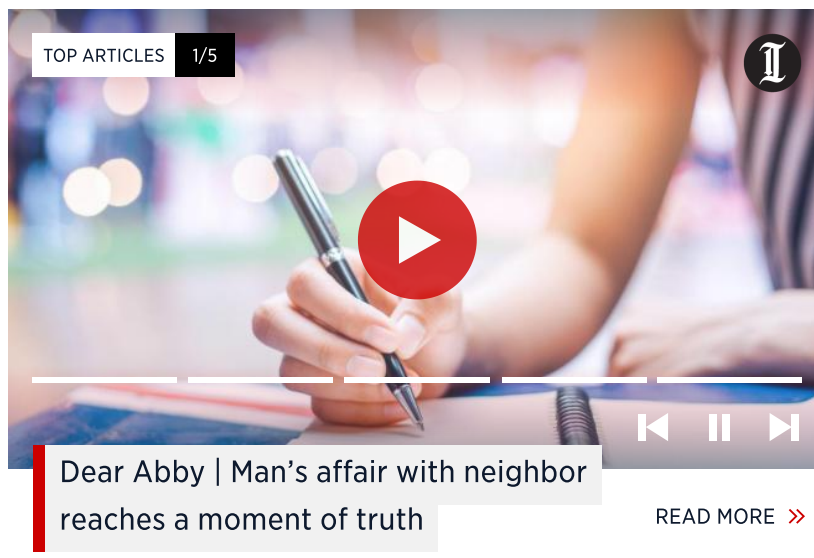 TOP ARTICLES 1/5
Dear Abby | Man’s affair with neighbor
reaches a moment of truth
READ MORE »